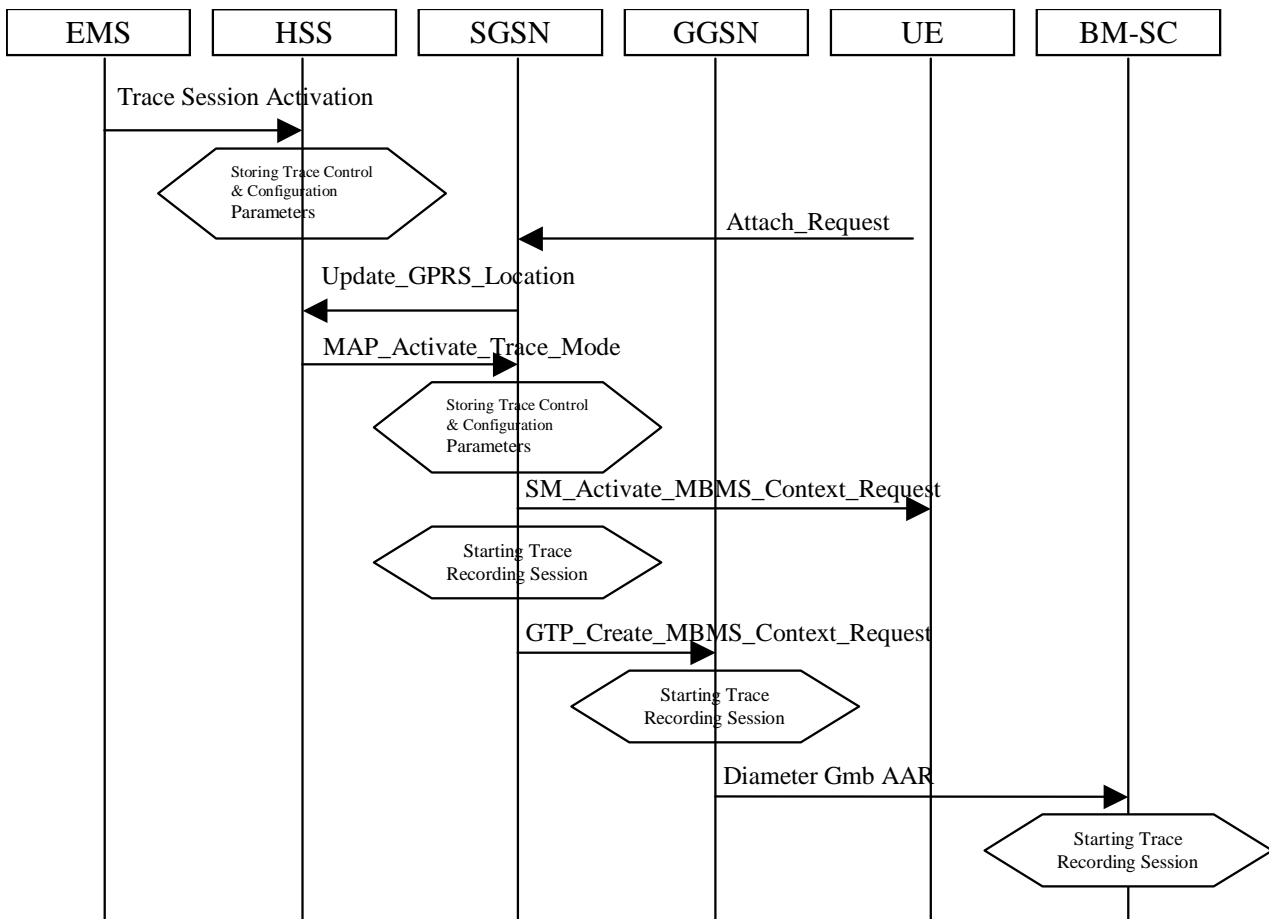 EMS
HSS
SGSN
GGSN
UE
BM-SC
Trace Session Activation
Storing Trace Control
& Configuration
Parameters
Attach_Request
Update_GPRS_Location
MAP_Activate_Trace_Mode
Storing Trace Control
& Configuration
Parameters
SM_Activate_MBMS_Context_Request
Starting Trace
Recording Session
GTP_Create_MBMS_Context_Request
Starting Trace
Recording Session
Diameter Gmb AAR
Starting Trace
Recording Session